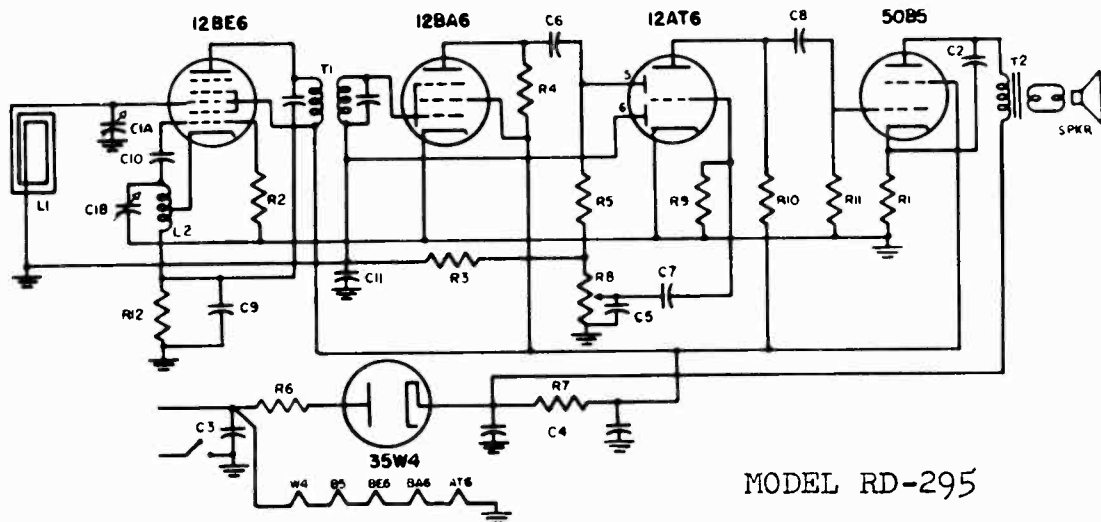 12BE6
12BA6
12AT6
50B5
C6
C8
C2
T1
T2
R4
5
6
SPKR
C1A
C10
C1B
L1
L2
R2
R5
R9
R10
R11
R1
C11
R3
R8
C7
C5
R12
C9
R6
R7
C3
C4
35W4
W4 B5 BE6 BA6 AT6
MODEL RD-295